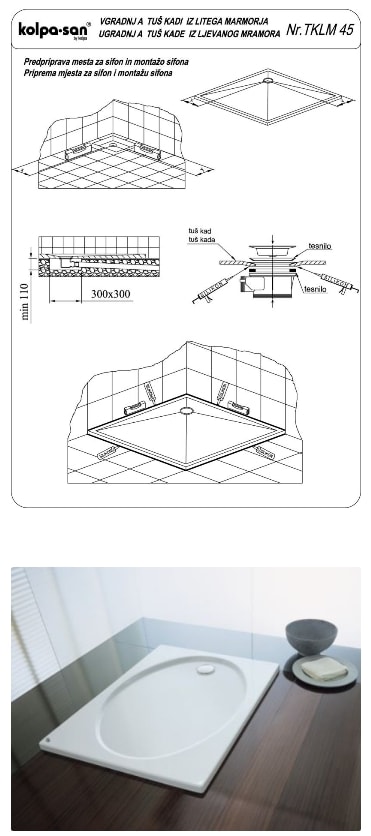 kolpa-san®
by kolpa
VGRADNJ A TUŠ KADI IZ LITEGA MARMORJA
UGRADNJ A TUŠ KADE IZ LJEVANOG MRAMORA
Nr.TKLM 45
Predpriprava mesta za sifon in montažo sifona
Priprema mjesta za sifon i montažu sifona
tuš kad
tuš kada
tesnilo
SILIKON
SILIKON
tesnilo
min 110
300x300